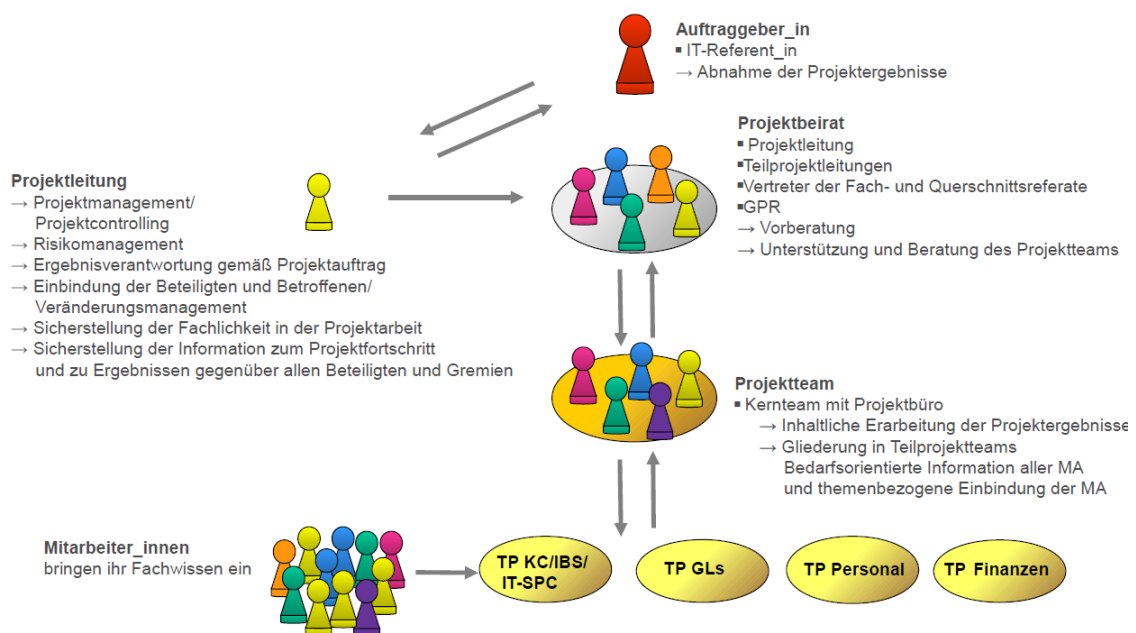 Auftraggeber_in
▪ IT-Referent_in
→ Abnahme der Projektergebnisse
Projektbeirat
▪ Projektleitung
▪Teilprojektleitungen
▪Vertreter der Fach- und Querschnittsreferate
▪GPR
→ Vorberatung
→ Unterstützung und Beratung des Projektteams
Projektleitung
→ Projektmanagement/
Projektcontrolling
→ Risikomanagement
→ Ergebnisverantwortung gemäß Projektauftrag
→ Einbindung der Beteiligten und Betroffenen/
Veränderungsmanagement
→ Sicherstellung der Fachlichkeit in der Projektarbeit
→ Sicherstellung der Information zum Projektfortschritt
und zu Ergebnissen gegenüber allen Beteiligten und Gremien
Projektteam
▪ Kernteam mit Projektbüro
→ Inhaltliche Erarbeitung der Projektergebnisse
→ Gliederung in Teilprojektteams
Bedarfsorientierte Information aller MA
und themenbezogene Einbindung der MA
Mitarbeiter_innen
bringen ihr Fachwissen ein
TP KC/IBS/
IT-SPC
TP GLs
TP Personal
TP Finanzen